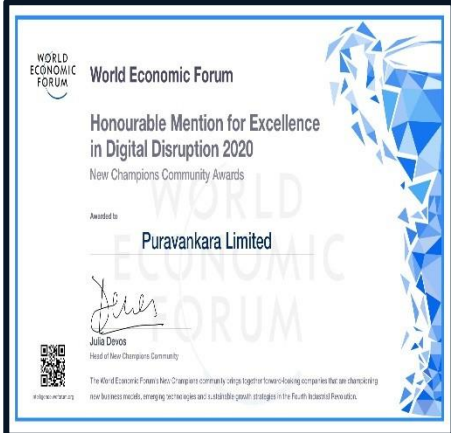 WORLD
ECONOMIC
FORUM
World Economic Forum
Honourable Mention for Excellence
in Digital Disruption 2020
New Champions Community Awards
Awarded to
Puravankara Limited
WORLD
ECONOMIC
FORUM
Julia Devos
Head of New Champions Community
The World Economic Forum's New Champions community brings together forward-looking companies that are championing
new business models, emerging technologies and sustainable growth strategies in the Fourth Industrial Revolution.